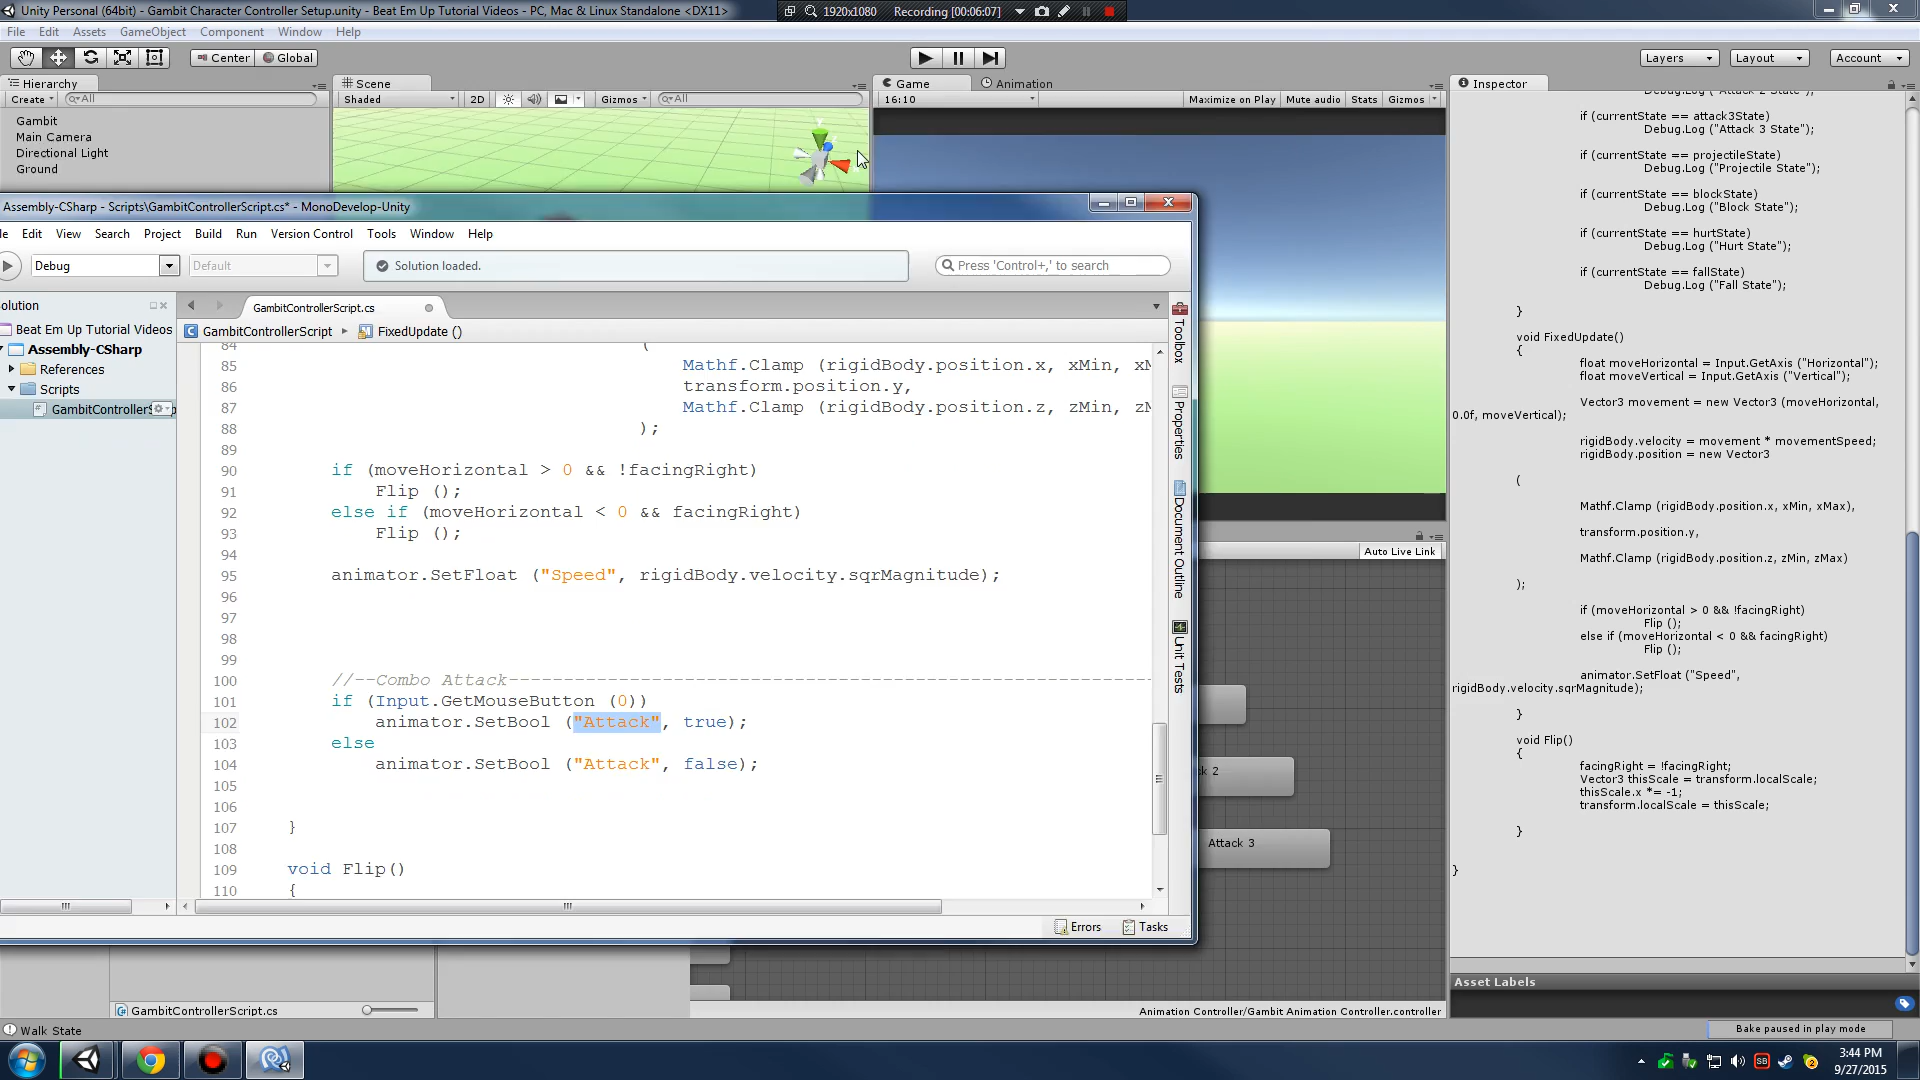 Unity Personal (64bit) - Gambit Character Controller Setup.unity - Beat Em Up Tutorial Videos - PC, Mac & Linux Standalone <DX11>
1920x1080 Recording [00:06:07]
File Edit Assets GameObject Component Window Help
Center Global
Layers Layout Account
Hierarchy
Create All
Gambit
Main Camera
Directional Light
Ground
Scene
Shaded 2D Gizmos All
Game Animation
16:10 Maximize on Play Mute audio Stats Gizmos
Assembly-CSharp - Scripts\GambitControllerScript.cs* - MonoDevelop-Unity
le Edit View Search Project Build Run Version Control Tools Window Help
Debug Default Solution loaded. Press 'Control+,' to search
olution
Beat Em Up Tutorial Videos
Assembly-CSharp
References
Scripts
GambitControllerS
GambitControllerScript.cs
GambitControllerScript FixedUpdate ()
84 (
85 Mathf.Clamp (rigidBody.position.x, xMin, xM
86 transform.position.y,
87 Mathf.Clamp (rigidBody.position.z, zMin, zM
88 );
89
90 if (moveHorizontal > 0 && !facingRight)
91 Flip ();
92 else if (moveHorizontal < 0 && facingRight)
93 Flip ();
94
95 animator.SetFloat ("Speed", rigidBody.velocity.sqrMagnitude);
96
97
98
99
100 //--Combo Attack-----------------------------------------------------------
101 if (Input.GetMouseButton (0))
102 animator.SetBool ("Attack", true);
103 else
104 animator.SetBool ("Attack", false);
105
106
107 }
108
109 void Flip()
110 {
Toolbox
Properties
Document Outline
Unit Tests
Errors Tasks
Auto Live Link
ck 2
Attack 3
Animation Controller/Gambit Animation Controller.controller
Inspector
Debug.Log ("Attack 2 State");
if (currentState == attack3State)
Debug.Log ("Attack 3 State");
if (currentState == projectileState)
Debug.Log ("Projectile State");
if (currentState == blockState)
Debug.Log ("Block State");
if (currentState == hurtState)
Debug.Log ("Hurt State");
if (currentState == fallState)
Debug.Log ("Fall State");
}
void FixedUpdate()
{
float moveHorizontal = Input.GetAxis ("Horizontal");
float moveVertical = Input.GetAxis ("Vertical");
Vector3 movement = new Vector3 (moveHorizontal,
0.0f, moveVertical);
rigidBody.velocity = movement * movementSpeed;
rigidBody.position = new Vector3
(
Mathf.Clamp (rigidBody.position.x, xMin, xMax),
transform.position.y,
Mathf.Clamp (rigidBody.position.z, zMin, zMax)
);
if (moveHorizontal > 0 && !facingRight)
Flip ();
else if (moveHorizontal < 0 && facingRight)
Flip ();
animator.SetFloat ("Speed",
rigidBody.velocity.sqrMagnitude);
}
void Flip()
{
facingRight = !facingRight;
Vector3 thisScale = transform.localScale;
thisScale.x *= -1;
transform.localScale = thisScale;
}
}
Asset Labels
GambitControllerScript.cs
Walk State
Bake paused in play mode
3:44 PM
9/27/2015